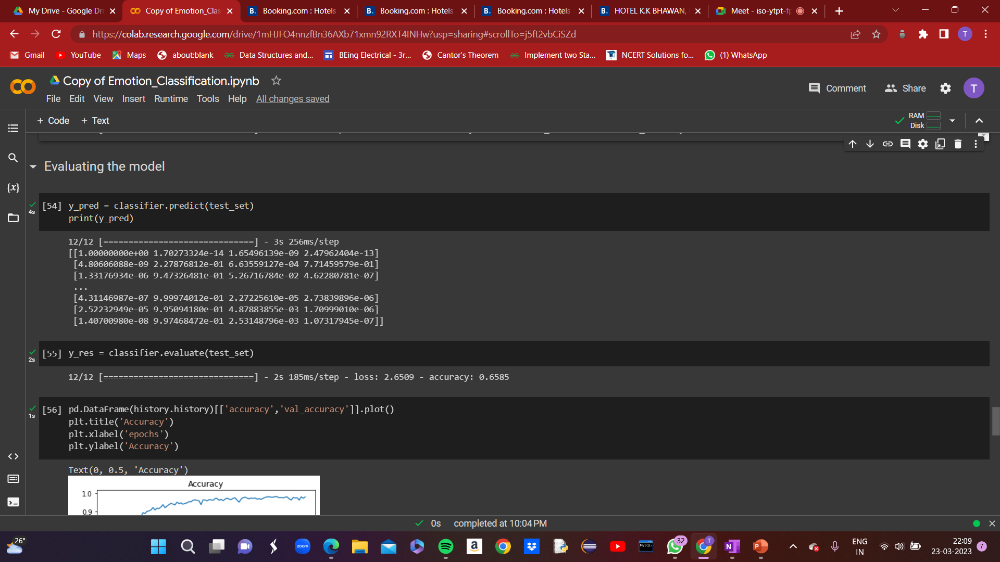 My Drive - Google Dri
Copy of Emotion_Clas
Booking.com : Hotels
Booking.com : Hotels
Booking.com : Hotels
HOTEL K.K BHAWAN,
Meet - iso-ytpt-fp
https://colab.research.google.com/drive/1mHJFO4nnzfBn36AXb71xmn92RXT4INHw?usp=sharing#scrollTo=j5ft2vbCiSZd
T
Gmail
YouTube
Maps
about:blank
Data Structures and...
BEing Electrical - 3r...
Cantor's Theorem
Implement two Sta...
NCERT Solutions fo...
(1) WhatsApp
Copy of Emotion_Classification.ipynb
File Edit View Insert Runtime Tools Help All changes saved
Comment
Share
T
+ Code + Text
RAM
Disk
Evaluating the model
4s
[54] y_pred = classifier.predict(test_set)
print(y_pred)
12/12 [==============================] - 3s 256ms/step
[[1.00000000e+00 1.70273324e-14 1.65496139e-09 2.47962404e-13]
[4.80606088e-09 2.27876812e-01 6.63559127e-04 7.71459579e-01]
[1.33176934e-06 9.47326481e-01 5.26716784e-02 4.62280781e-07]
...
[4.31146987e-07 9.99974012e-01 2.27225610e-05 2.73839896e-06]
[2.52232949e-05 9.95094180e-01 4.87883855e-03 1.70999010e-06]
[1.40700980e-08 9.97468472e-01 2.53148796e-03 1.07317945e-07]]
2s
[55] y_res = classifier.evaluate(test_set)
12/12 [==============================] - 2s 185ms/step - loss: 2.6509 - accuracy: 0.6585
1s
[56] pd.DataFrame(history.history)[['accuracy','val_accuracy']].plot()
plt.title('Accuracy')
plt.xlabel('epochs')
plt.ylabel('Accuracy')
Text(0, 0.5, 'Accuracy')
Accuracy
1.0
0.9
0s completed at 10:04 PM
26°
zoom
MySQL
32
T
ENG
IN
22:09
23-03-2023
7